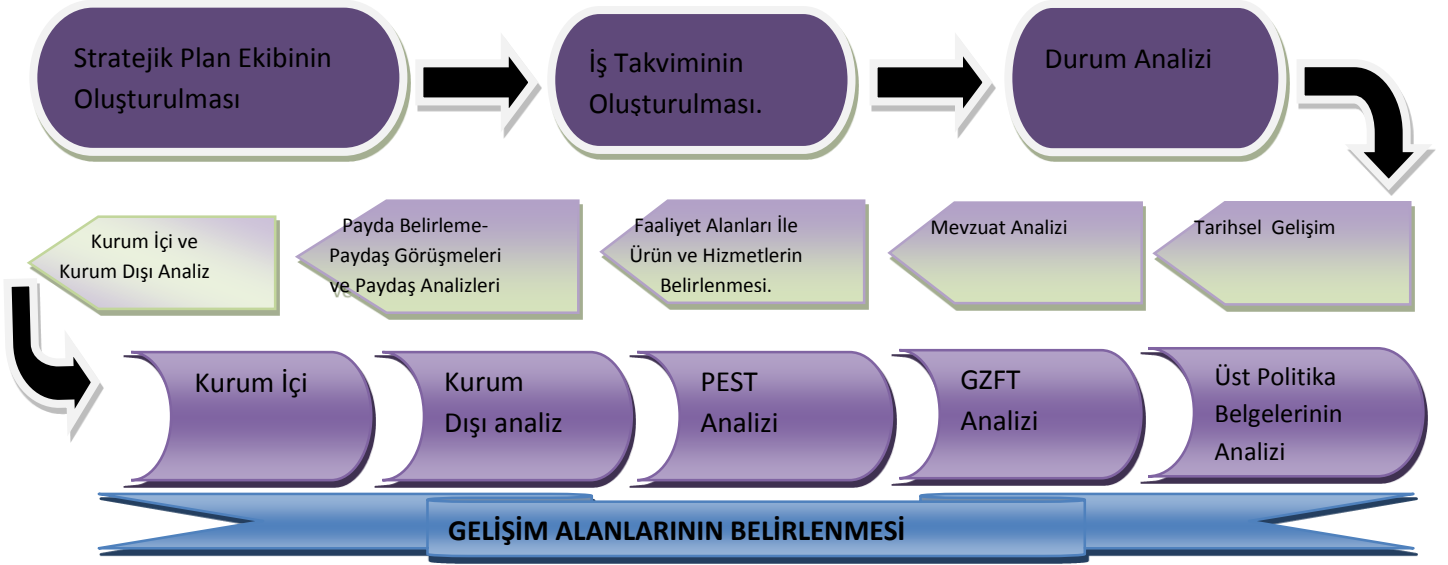 Stratejik Plan Ekibinin
Oluşturulması
İş Takviminin
Oluşturulması.
Durum Analizi
Kurum İçi ve
Kurum Dışı Analiz
Payda Belirleme-
Paydaş Görüşmeleri
ve Paydaş Analizleri
Faaliyet Alanları İle
Ürün ve Hizmetlerin
Belirlenmesi.
Mevzuat Analizi
Tarihsel Gelişim
Kurum İçi
Kurum
Dışı analiz
PEST
Analizi
GZFT
Analizi
Üst Politika
Belgelerinin
Analizi
GELİŞİM ALANLARININ BELİRLENMESİ